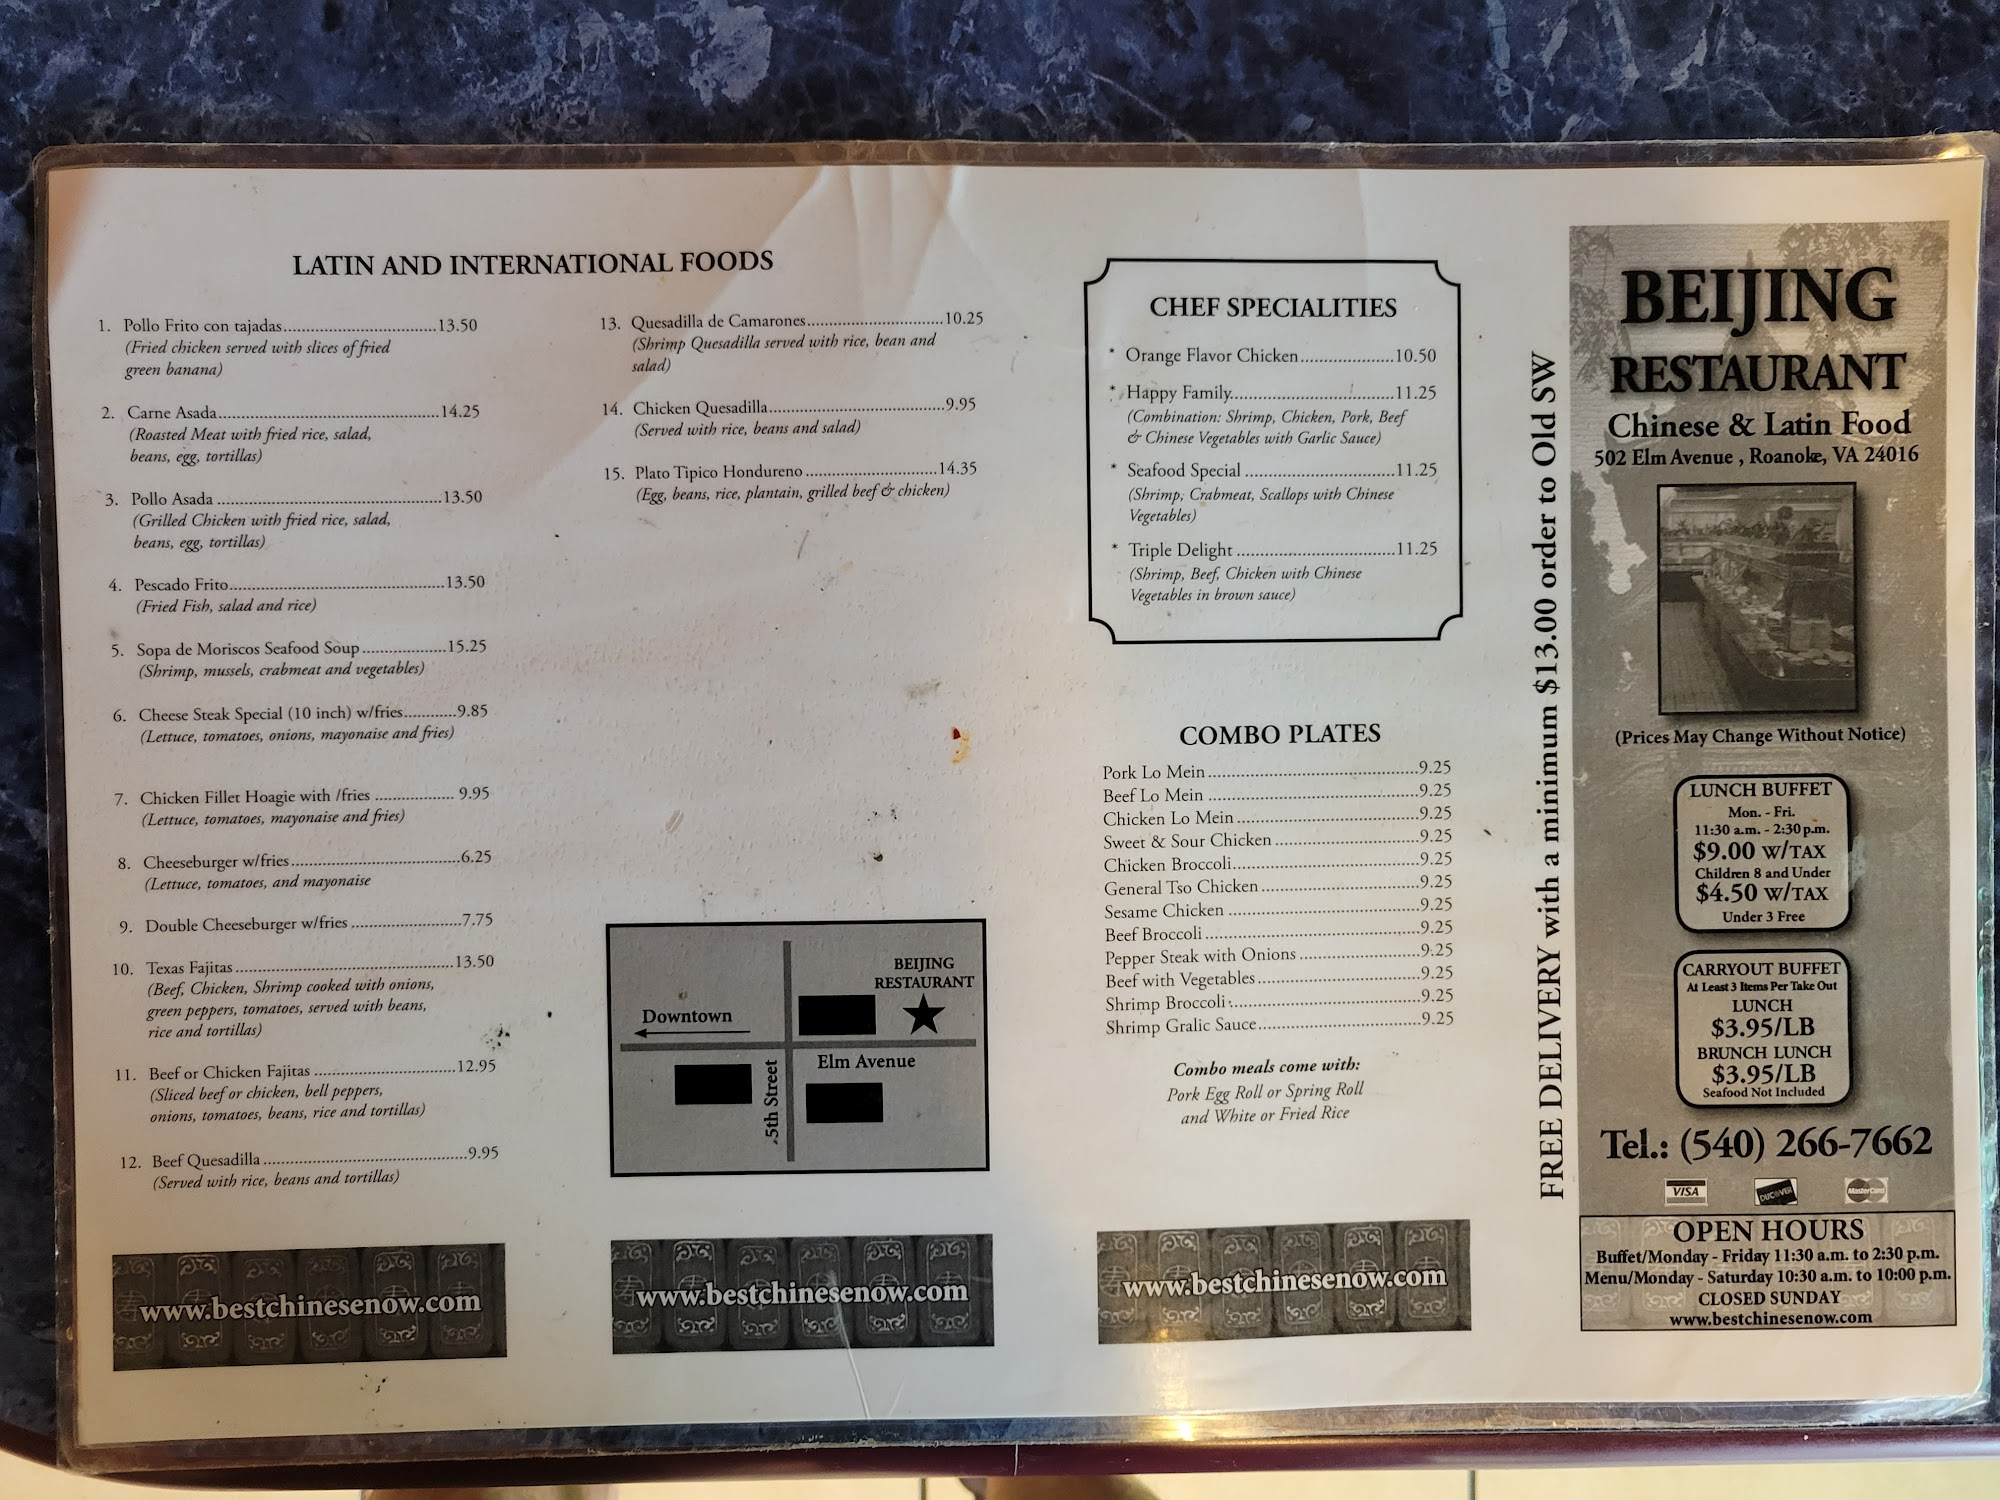 LATIN AND INTERNATIONAL FOODS
1. Pollo Frito con tajadas....................................13.50
(Fried chicken served with slices of fried
green banana)
2. Carne Asada....................................14.25
(Roasted Meat with fried rice, salad,
beans, egg, tortillas)
3. Pollo Asada ....................................13.50
(Grilled Chicken with fried rice, salad,
beans, egg, tortillas)
4. Pescado Frito....................................13.50
(Fried Fish, salad and rice)
5. Sopa de Moriscos Seafood Soup..................15.25
(Shrimp, mussels, crabmeat and vegetables)
6. Cheese Steak Special (10 inch) w/fries............9.85
(Lettuce, tomatoes, onions, mayonaise and fries)
7. Chicken Fillet Hoagie with /fries .................. 9.95
(Lettuce, tomatoes, mayonaise and fries)
8. Cheeseburger w/fries....................................6.25
(Lettuce, tomatoes, and mayonaise
9. Double Cheeseburger w/fries .........................7.75
10. Texas Fajitas....................................13.50
(Beef, Chicken, Shrimp cooked with onions,
green peppers, tomatoes, served with beans,
rice and tortillas)
11. Beef or Chicken Fajitas ................................12.95
(Sliced beef or chicken, bell peppers,
onions, tomatoes, beans, rice and tortillas)
12. Beef Quesadilla....................................9.95
(Served with rice, beans and tortillas)
13. Quesadilla de Camarones...............................10.25
(Shrimp Quesadilla served with rice, bean and
salad)
14. Chicken Quesadilla....................................9.95
(Served with rice, beans and salad)
15. Plato Tipico Hondureno ..............................14.35
(Egg, beans, rice, plantain, grilled beef & chicken)
BEIJING
RESTAURANT
Downtown
Elm Avenue
5th Street
www.bestchinesenow.com
www.bestchinesenow.com
CHEF SPECIALITIES
* Orange Flavor Chicken.....................10.50
* Happy Family....................................11.25
(Combination: Shrimp, Chicken, Pork, Beef
& Chinese Vegetables with Garlic Sauce)
* Seafood Special ..................................11.25
(Shrimp, Crabmeat, Scallops with Chinese
Vegetables)
* Triple Delight ....................................11.25
(Shrimp, Beef, Chicken with Chinese
Vegetables in brown sauce)
COMBO PLATES
Pork Lo Mein....................................9.25
Beef Lo Mein ....................................9.25
Chicken Lo Mein....................................9.25
Sweet & Sour Chicken ................................9.25
Chicken Broccoli....................................9.25
General Tso Chicken ....................................9.25
Sesame Chicken ....................................9.25
Beef Broccoli....................................9.25
Pepper Steak with Onions ...........................9.25
Beef with Vegetables....................................9.25
Shrimp Broccoli....................................9.25
Shrimp Gralic Sauce....................................9.25
Combo meals come with:
Pork Egg Roll or Spring Roll
and White or Fried Rice
www.bestchinesenow.com
FREE DELIVERY with a minimum $13.00 order to Old SW
BEIJING
RESTAURANT
Chinese & Latin Food
502 Elm Avenue , Roanoke, VA 24016
(Prices May Change Without Notice)
LUNCH BUFFET
Mon. - Fri.
11:30 a.m. - 2:30 p.m.
$9.00 W/TAX
Children 8 and Under
$4.50 W/TAX
Under 3 Free
CARRYOUT BUFFET
At Least 3 Items Per Take Out
LUNCH
$3.95/LB
BRUNCH LUNCH
$3.95/LB
Seafood Not Included
Tel.: (540) 266-7662
VISA DISCOVER MasterCard
OPEN HOURS
Buffet/Monday - Friday 11:30 a.m. to 2:30 p.m.
Menu/Monday - Saturday 10:30 a.m. to 10:00 p.m.
CLOSED SUNDAY
www.bestchinesenow.com